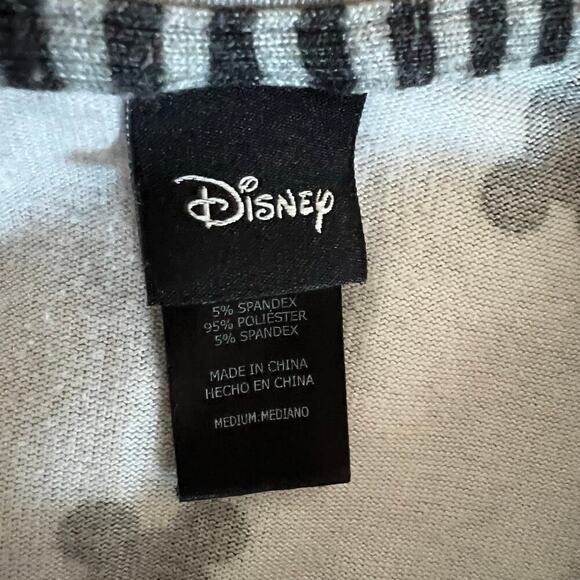 Disney
5% SPANDEX
95% POLIÉSTER
5% SPANDEX
MADE IN CHINA
HECHO EN CHINA
MEDIUM.MEDIANO